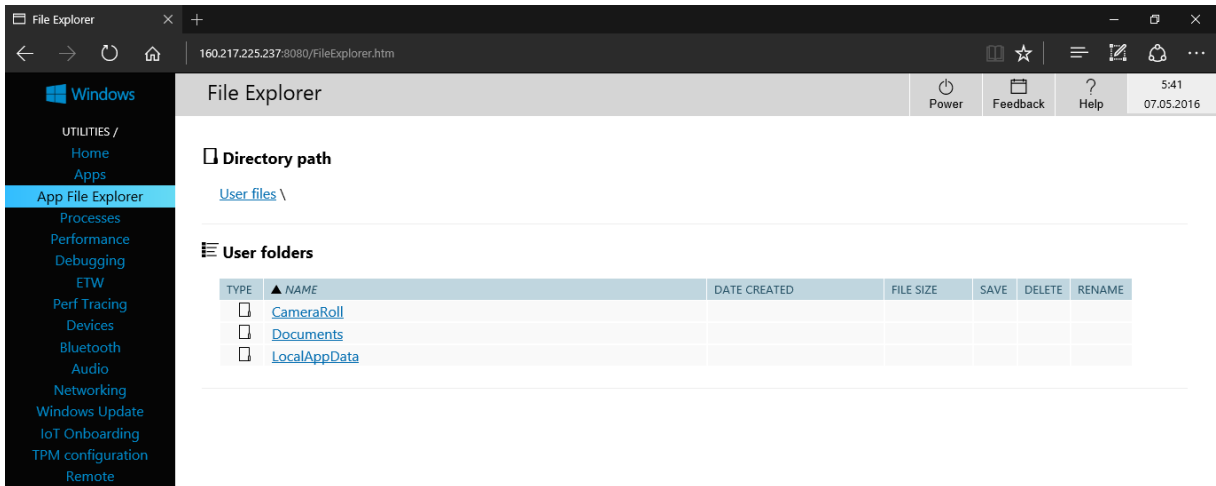 File Explorer
160.217.225.237:8080/FileExplorer.htm
Windows
UTILITIES /
Home
Apps
App File Explorer
Processes
Performance
Debugging
ETW
Perf Tracing
Devices
Bluetooth
Audio
Networking
Windows Update
IoT Onboarding
TPM configuration
Remote
File Explorer
Power
Feedback
Help
5:41
07.05.2016
Directory path
User files \
User folders
TYPE ▲ NAME DATE CREATED FILE SIZE SAVE DELETE RENAME
CameraRoll
Documents
LocalAppData